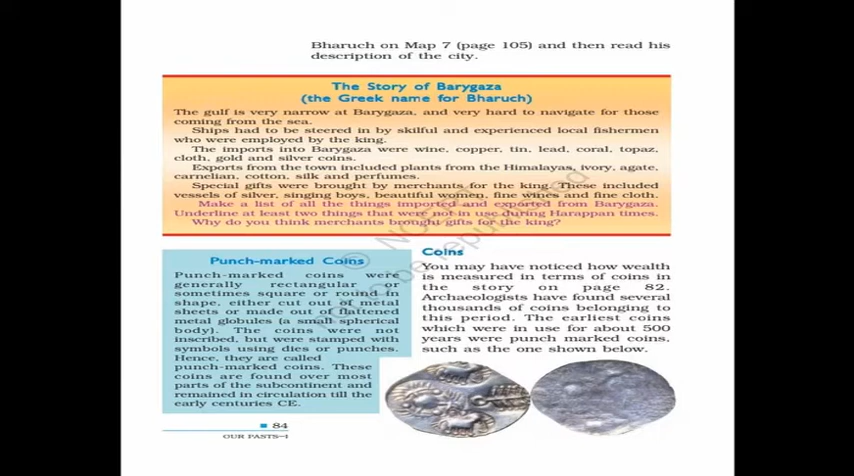 Bharuch on Map 7 (page 105) and then read his
description of the city.
The Story of Barygaza
(the Greek name for Bharuch)
The gulf is very narrow at Barygaza, and very hard to navigate for those
coming from the sea.
Ships had to be steered in by skilful and experienced local fishermen
who were employed by the king.
The imports into Barygaza were wine, copper, tin, lead, coral, topaz,
cloth, gold and silver coins.
Exports from the town included plants from the Himalayas, ivory, agate,
carnelian, cotton, silk and perfumes.
Special gifts were brought by merchants for the king. These included
vessels of silver, singing boys, beautiful women, fine wines and fine cloth.
Make a list of all the things imported and exported from Barygaza.
Underline at least two things that were not in use during Harappan times.
Why do you think merchants brought gifts for the king?
Punch-marked Coins
Punch-marked coins were
generally rectangular or
sometimes square or round in
shape, either cut out of metal
sheets or made out of flattened
metal globules (a small spherical
body). The coins were not
inscribed, but were stamped with
symbols using dies or punches.
Hence, they are called
punch-marked coins. These
coins are found over most
parts of the subcontinent and
remained in circulation till the
early centuries CE.
Coins
You may have noticed how wealth
is measured in terms of coins in
the story on page 82.
Archaeologists have found several
thousands of coins belonging to
this period. The earliest coins
which were in use for about 500
years were punch marked coins,
such as the one shown below.
84
OUR PASTS–I